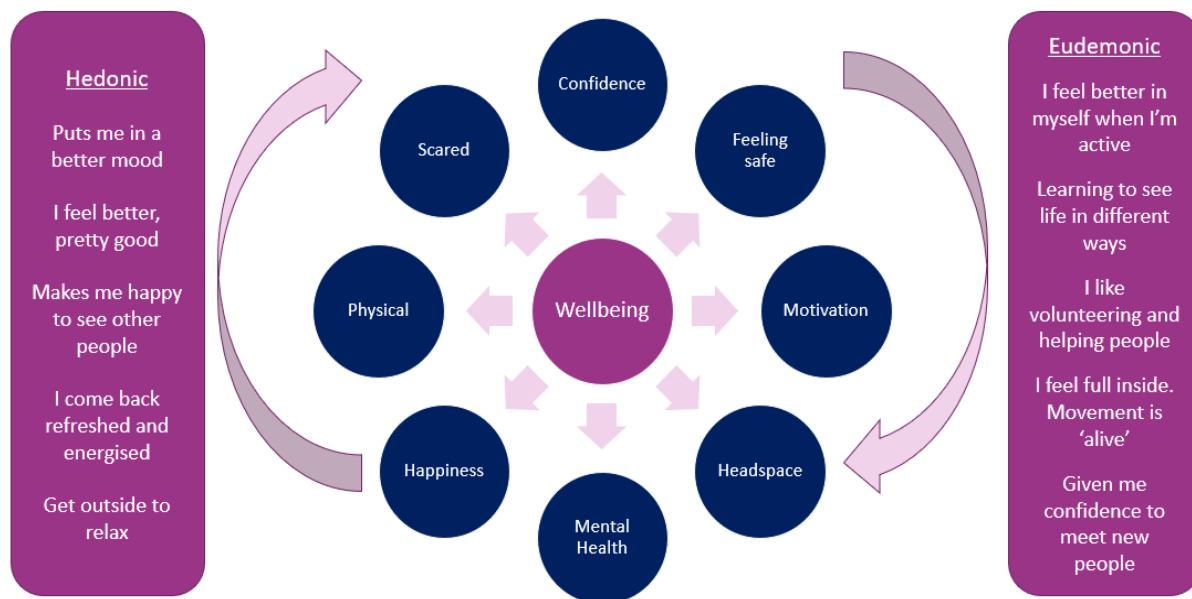 Hedonic
Puts me in a
better mood
I feel better,
pretty good
Makes me happy
to see other
people
I come back
refreshed and
energised
Get outside to
relax
Confidence
Scared
Feeling
safe
Physical
Wellbeing
Motivation
Happiness
Headspace
Mental
Health
Eudemonic
I feel better in
myself when I'm
active
Learning to see
life in different
ways
I like
volunteering and
helping people
I feel full inside.
Movement is
‘alive’
Given me
confidence to
meet new
people